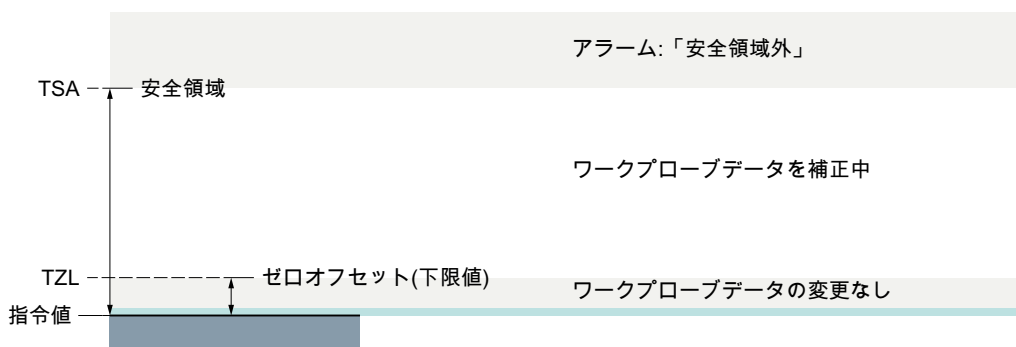 アラーム:「安全領域外」
TSA 安全領域
ワークプローブデータを補正中
TZL ゼロオフセット(下限値)
ワークプローブデータの変更なし
指令値